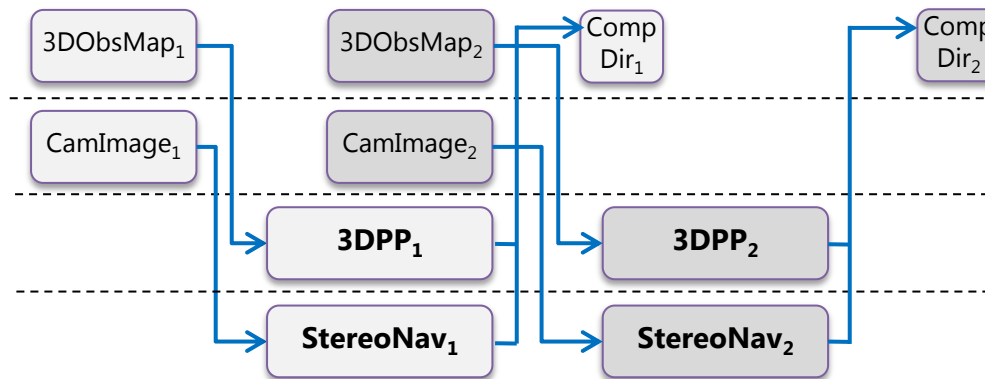 3DObsMap₁
3DObsMap₂
Comp
Dir₁
Comp
Dir₂
CamImage₁
CamImage₂
3DPP₁
3DPP₂
StereoNav₁
StereoNav₂